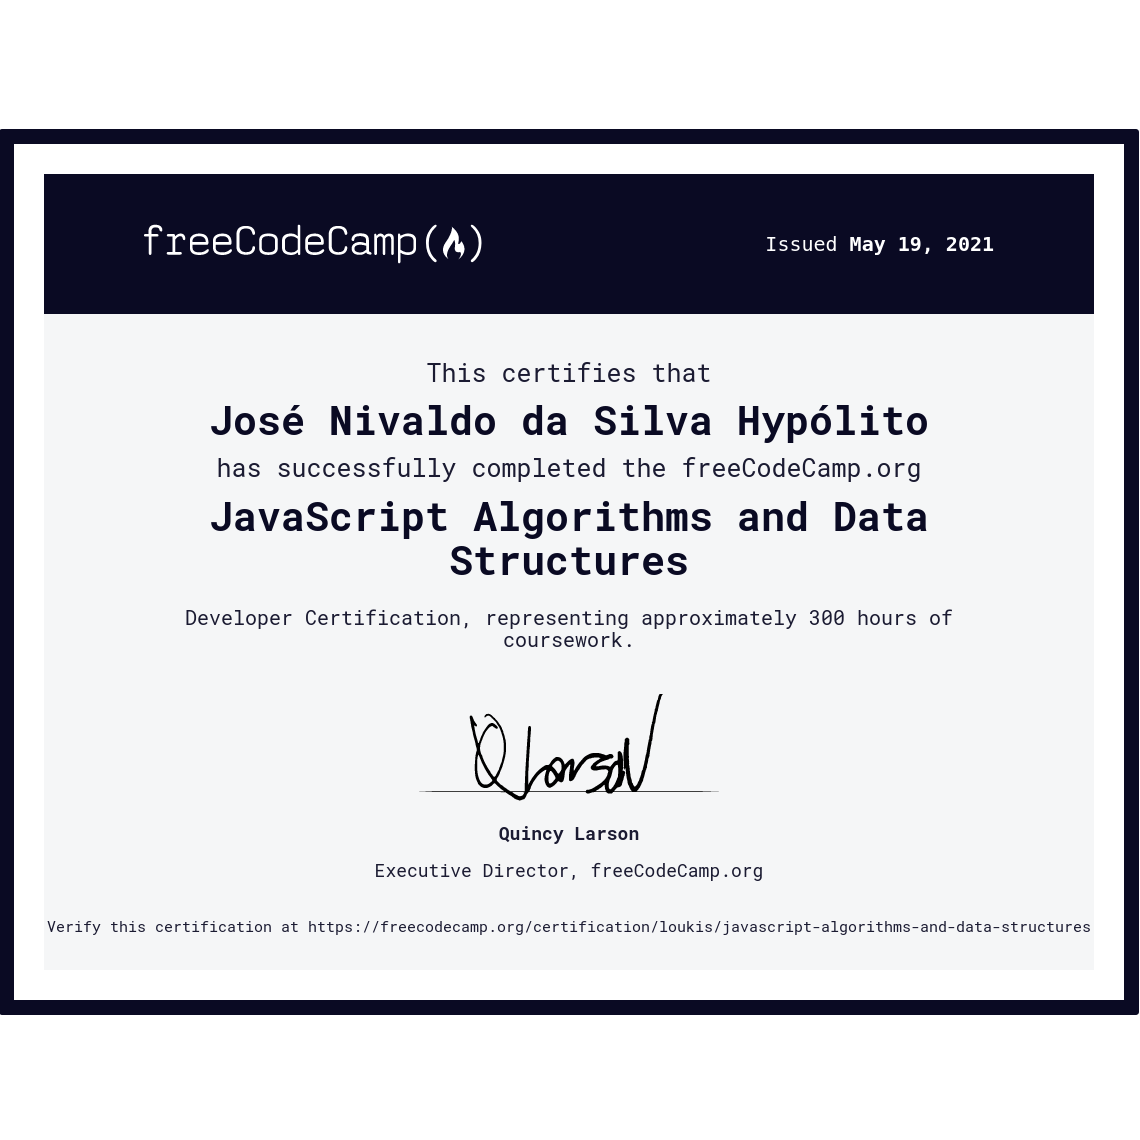 freeCodeCamp
Issued May 19, 2021
This certifies that
José Nivaldo da Silva Hypólito
has successfully completed the freeCodeCamp.org
JavaScript Algorithms and Data
Structures
Developer Certification, representing approximately 300 hours of
coursework.
Q Larson
Quincy Larson
Executive Director, freeCodeCamp.org
Verify this certification at https://freecodecamp.org/certification/loukis/javascript-algorithms-and-data-structures